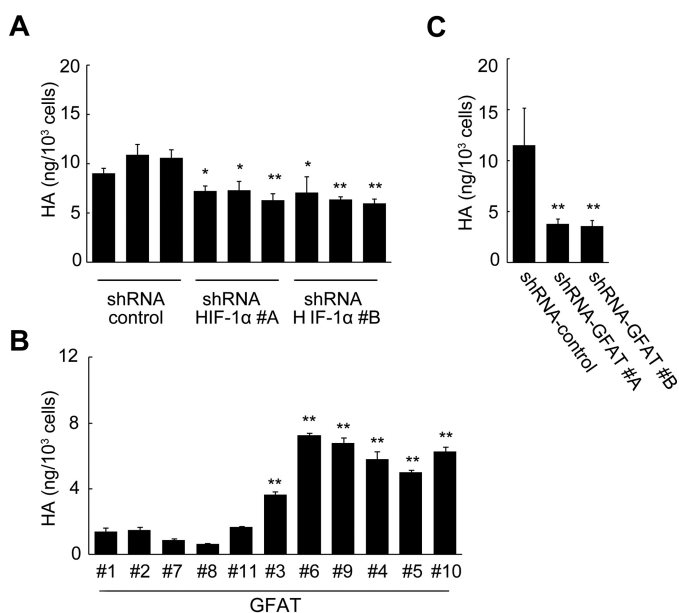 A
HA (ng/10³ cells)
20
15
10
5
0
* * ** * ** **
shRNA control
shRNA HIF-1α #A
shRNA H IF-1α #B
B
HA (ng/10³ cells)
12
8
4
0
** ** ** ** ** **
#1 #2 #7 #8 #11 #3 #6 #9 #4 #5 #10
GFAT
C
HA (ng/10³ cells)
20
15
10
5
0
** **
shRNA-control
shRNA-GFAT #A
shRNA-GFAT #B